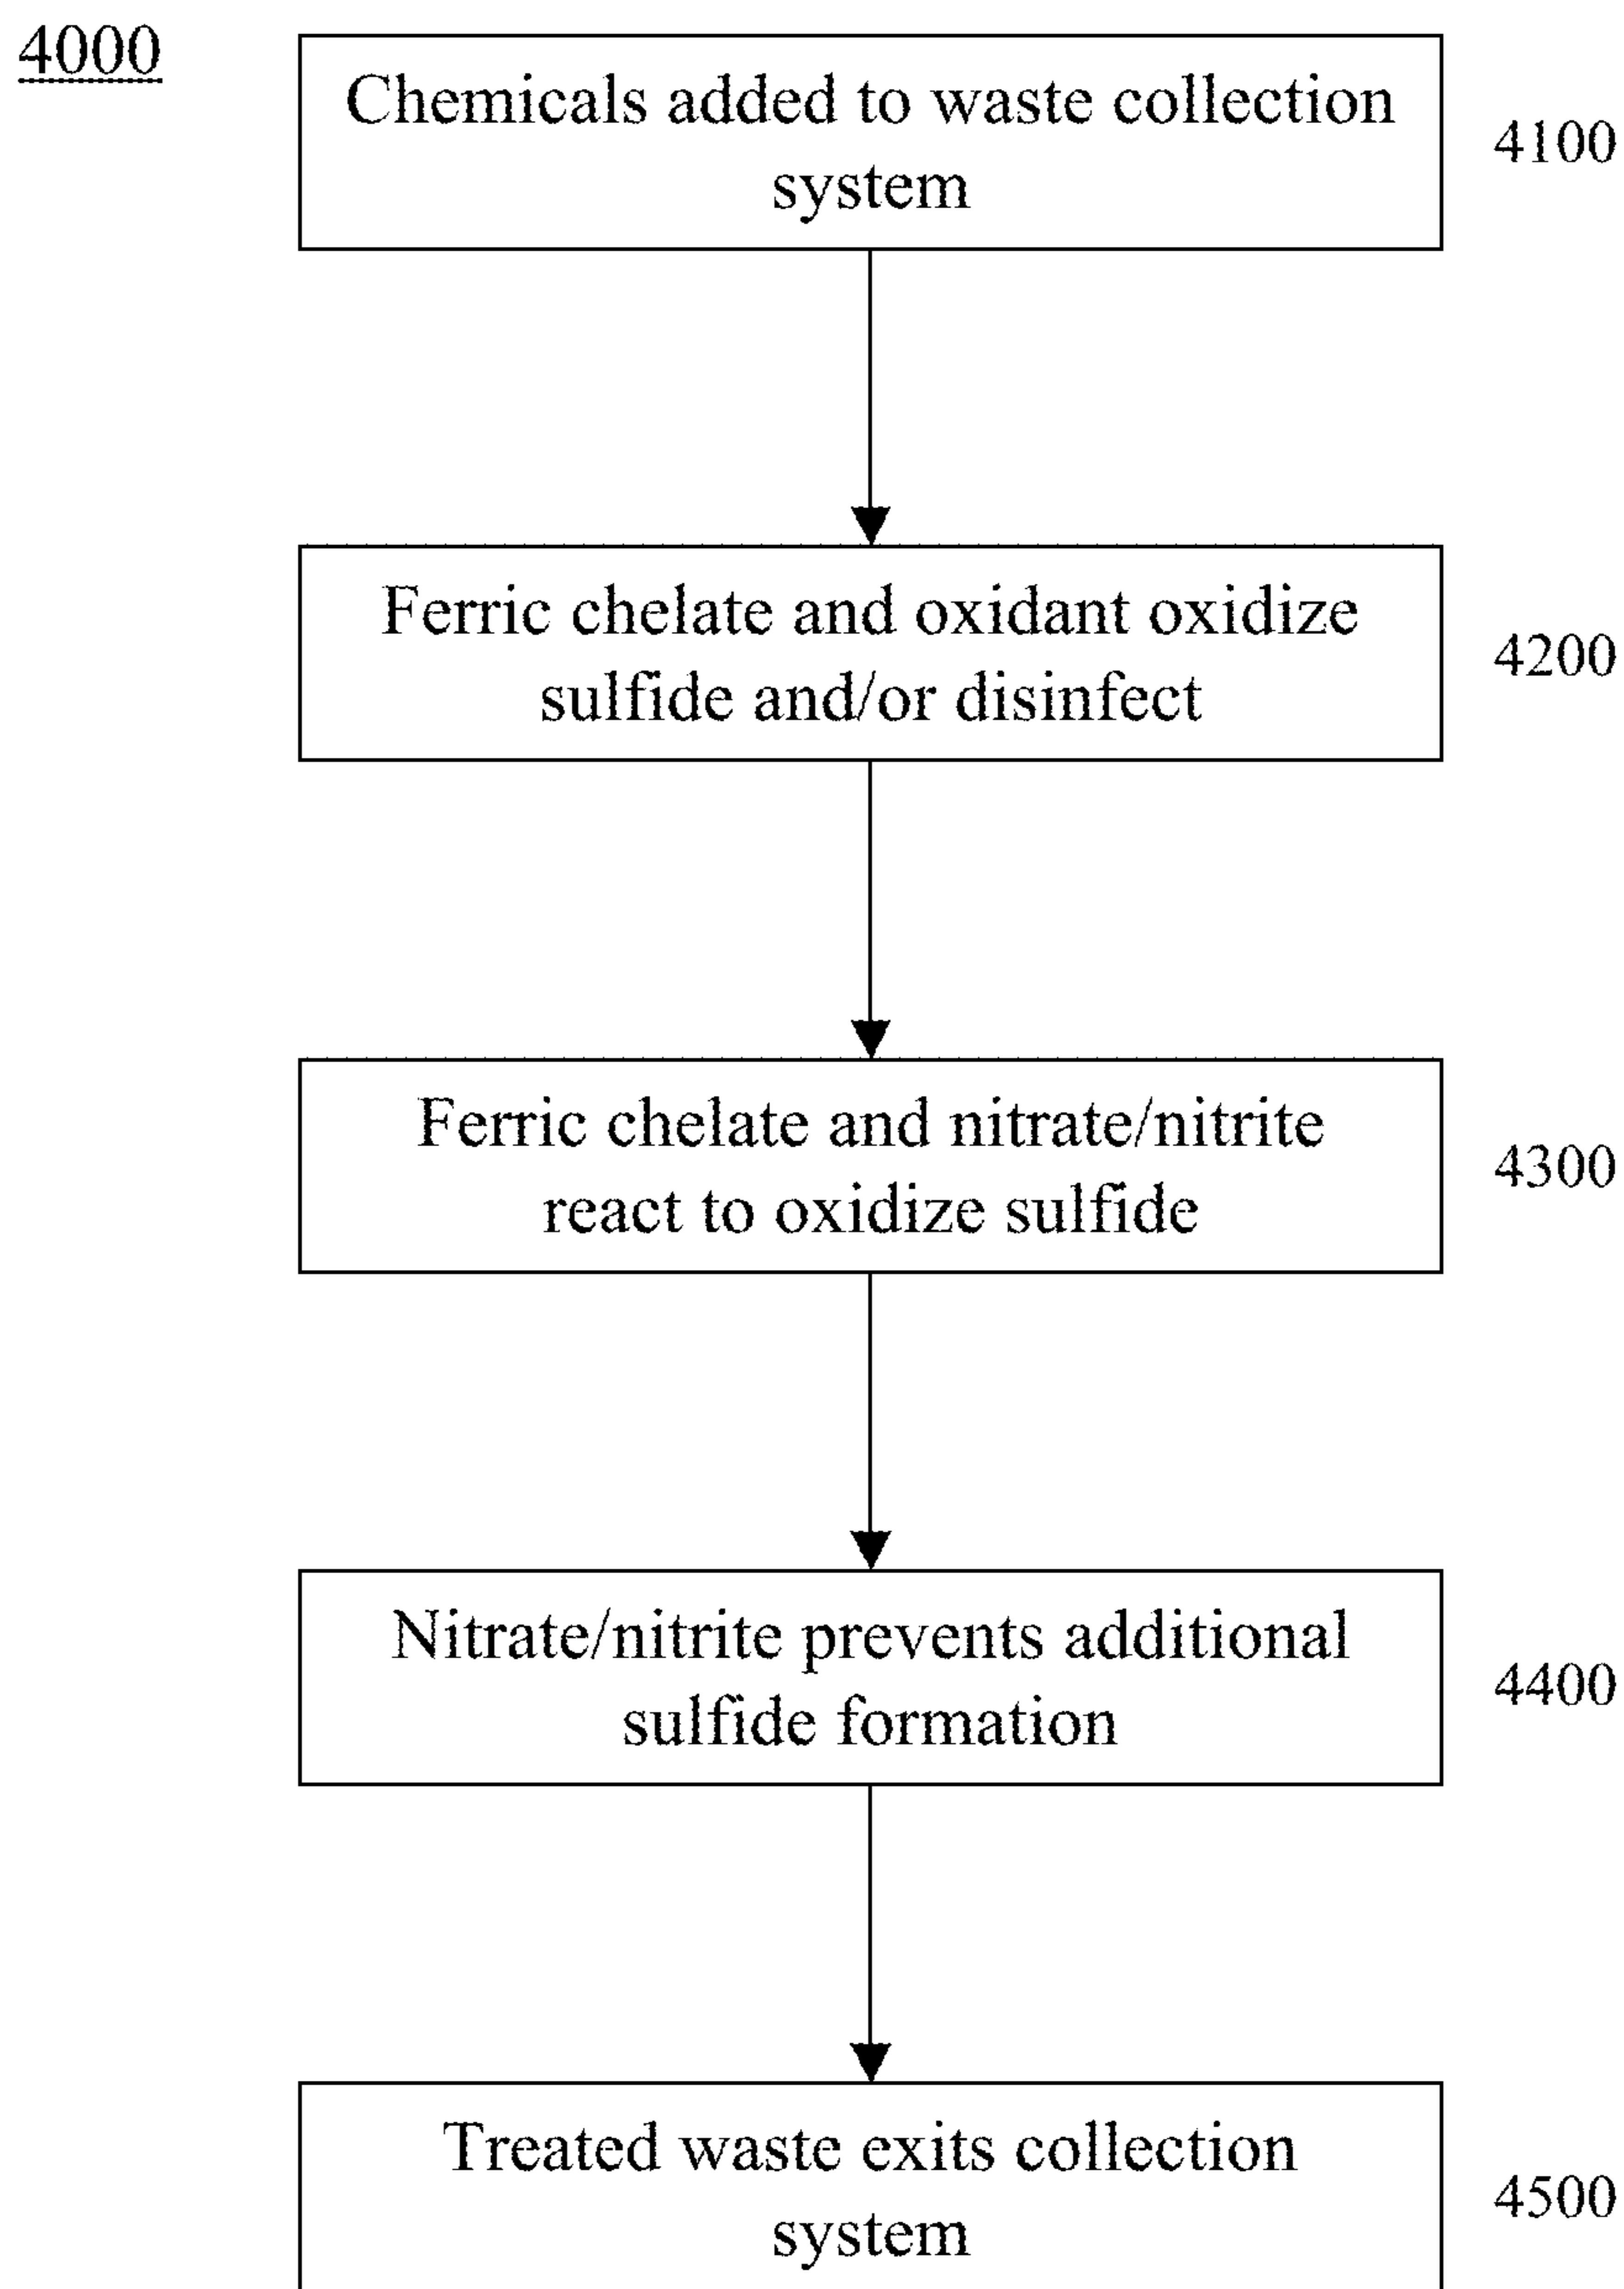 4000
Chemicals added to waste collection
system
4100
Ferric chelate and oxidant oxidize
sulfide and/or disinfect
4200
Ferric chelate and nitrate/nitrite
react to oxidize sulfide
4300
Nitrate/nitrite prevents additional
sulfide formation
4400
Treated waste exits collection
system
4500